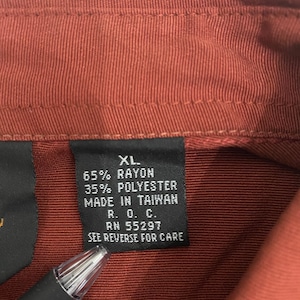 XL
65% RAYON
35% POLYESTER
MADE IN TAIWAN
R. O. C.
RN 55297
SEE REVERSE FOR CARE